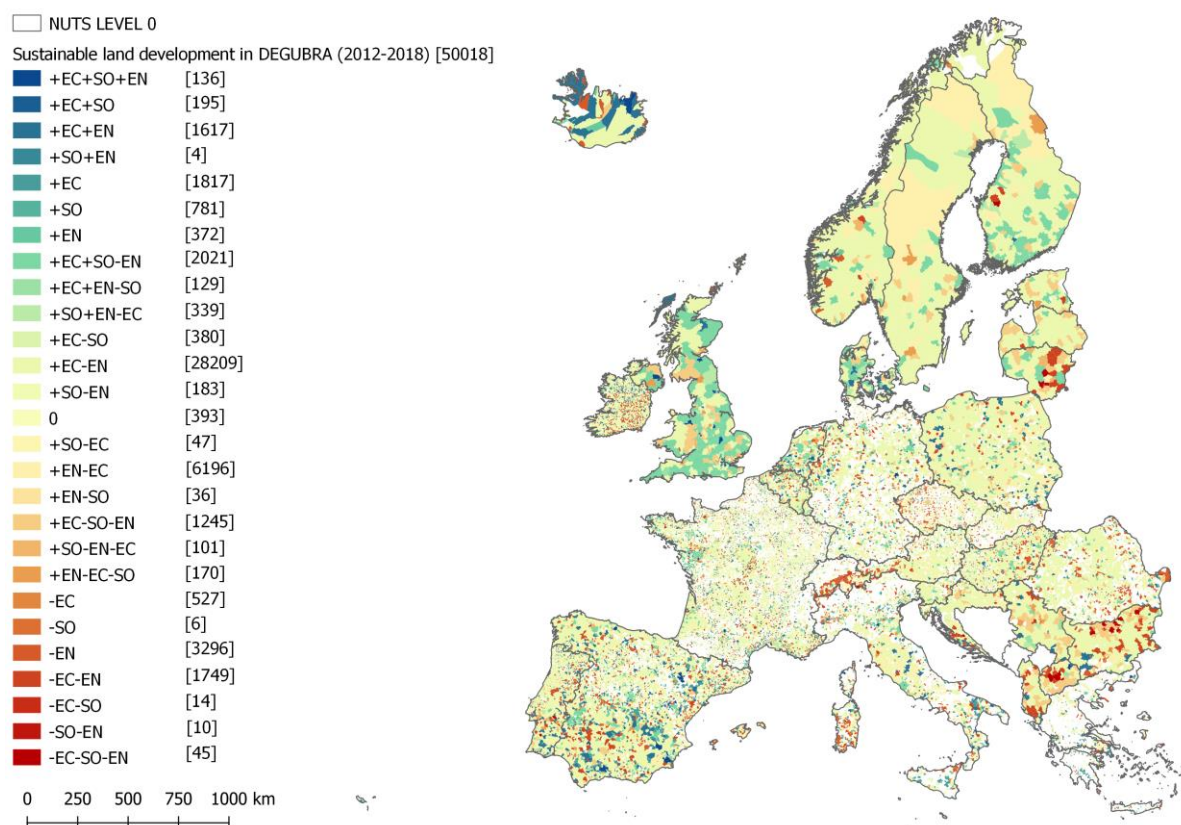 NUTS LEVEL 0
Sustainable land development in DEGUBRA (2012-2018) [50018]
+EC+SO+EN [136]
+EC+SO [195]
+EC+EN [1617]
+SO+EN [4]
+EC [1817]
+SO [781]
+EN [372]
+EC+SO-EN [2021]
+EC+EN-SO [129]
+SO+EN-EC [339]
+EC-SO [380]
+EC-EN [28209]
+SO-EN [183]
0 [393]
+SO-EC [47]
+EN-EC [6196]
+EN-SO [36]
+EC-SO-EN [1245]
+SO-EN-EC [101]
+EN-EC-SO [170]
-EC [527]
-SO [6]
-EN [3296]
-EC-EN [1749]
-EC-SO [14]
-SO-EN [10]
-EC-SO-EN [45]
0 250 500 750 1000 km